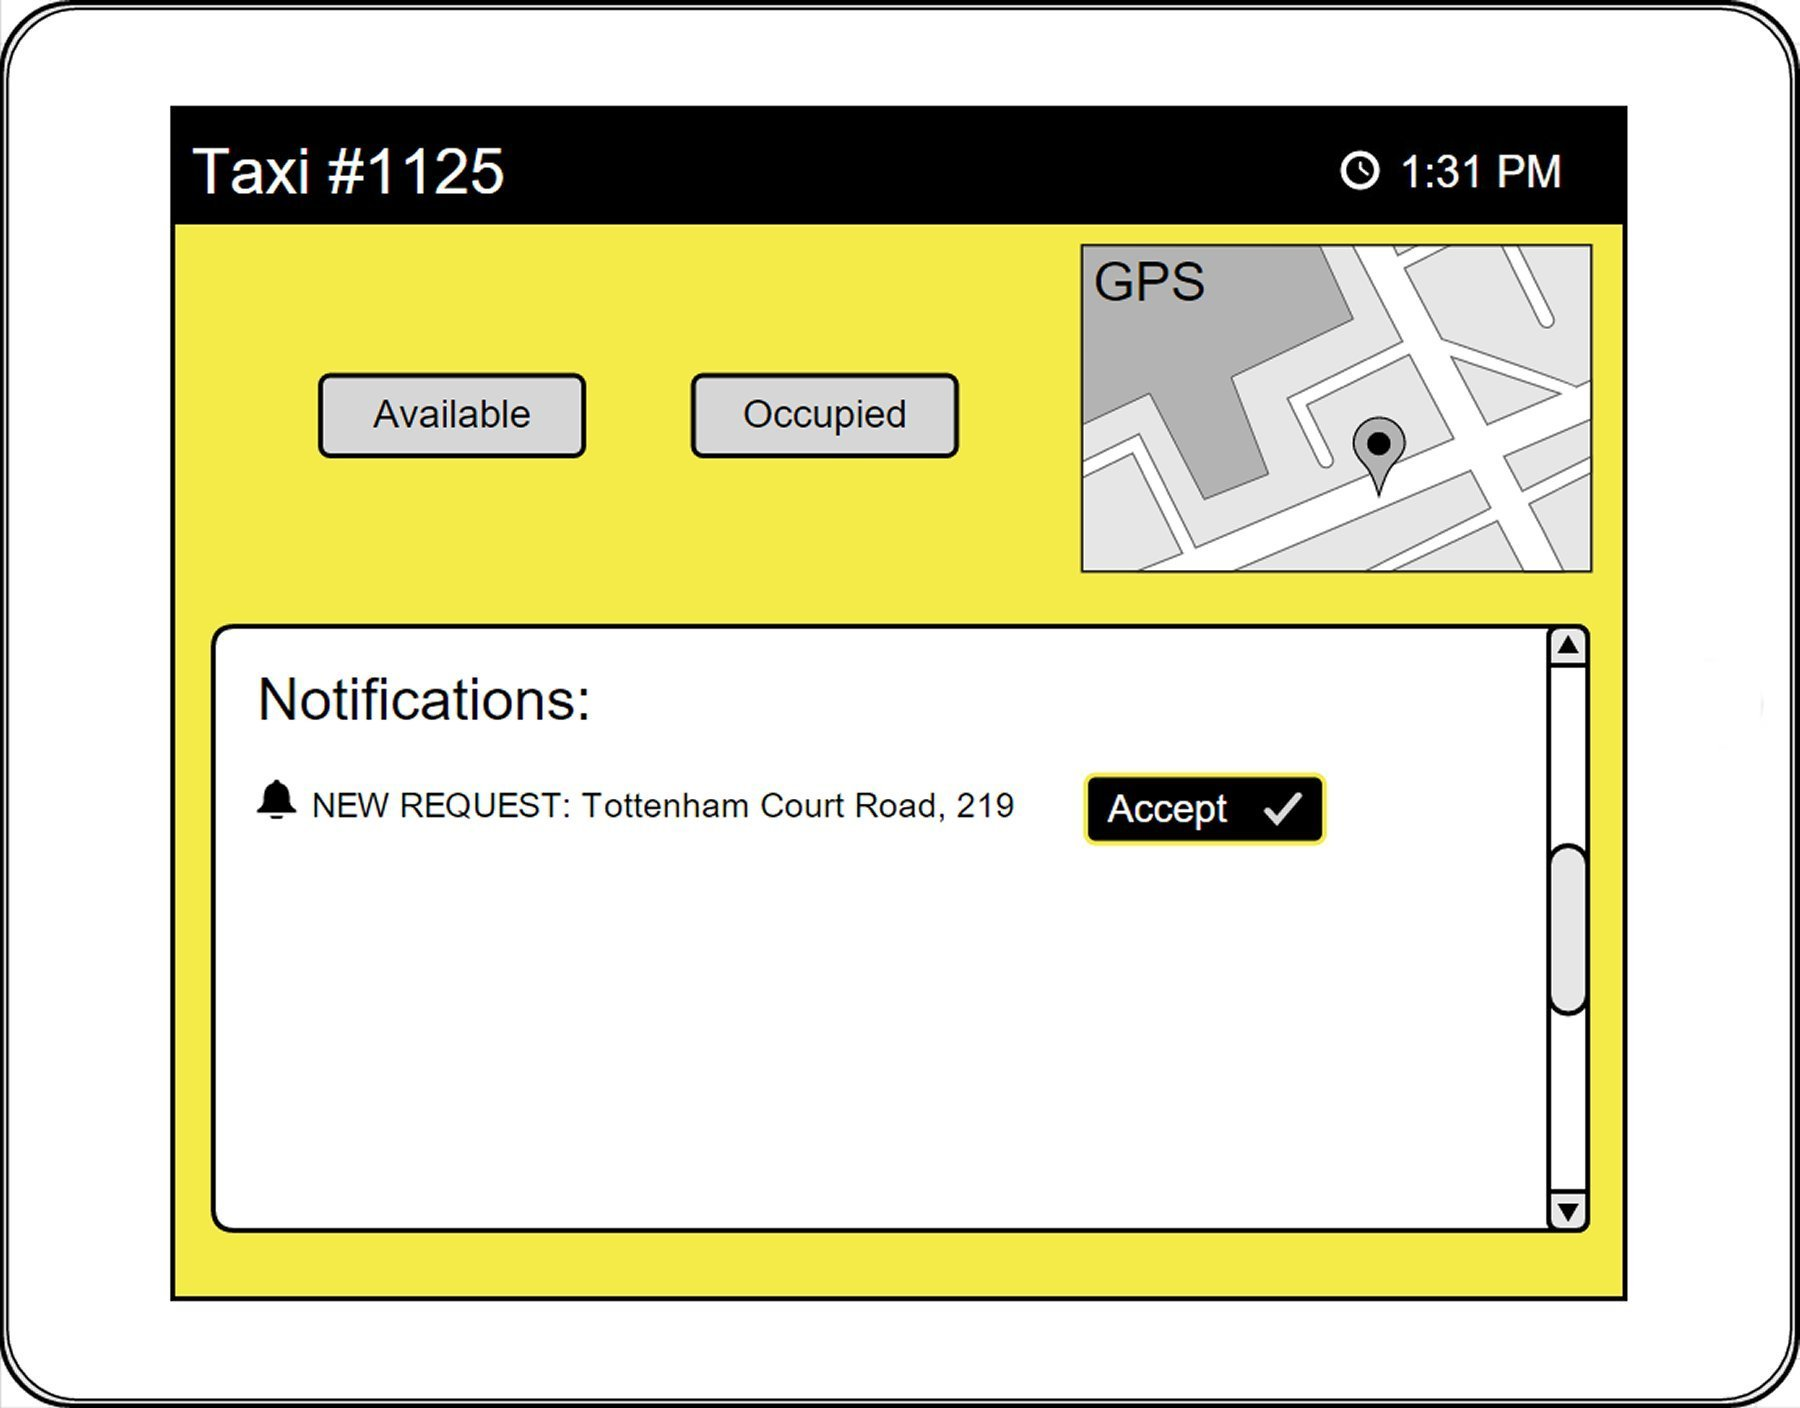 Taxi #1125
1:31 PM
GPS
Available
Occupied
Notifications:
NEW REQUEST: Tottenham Court Road, 219
Accept